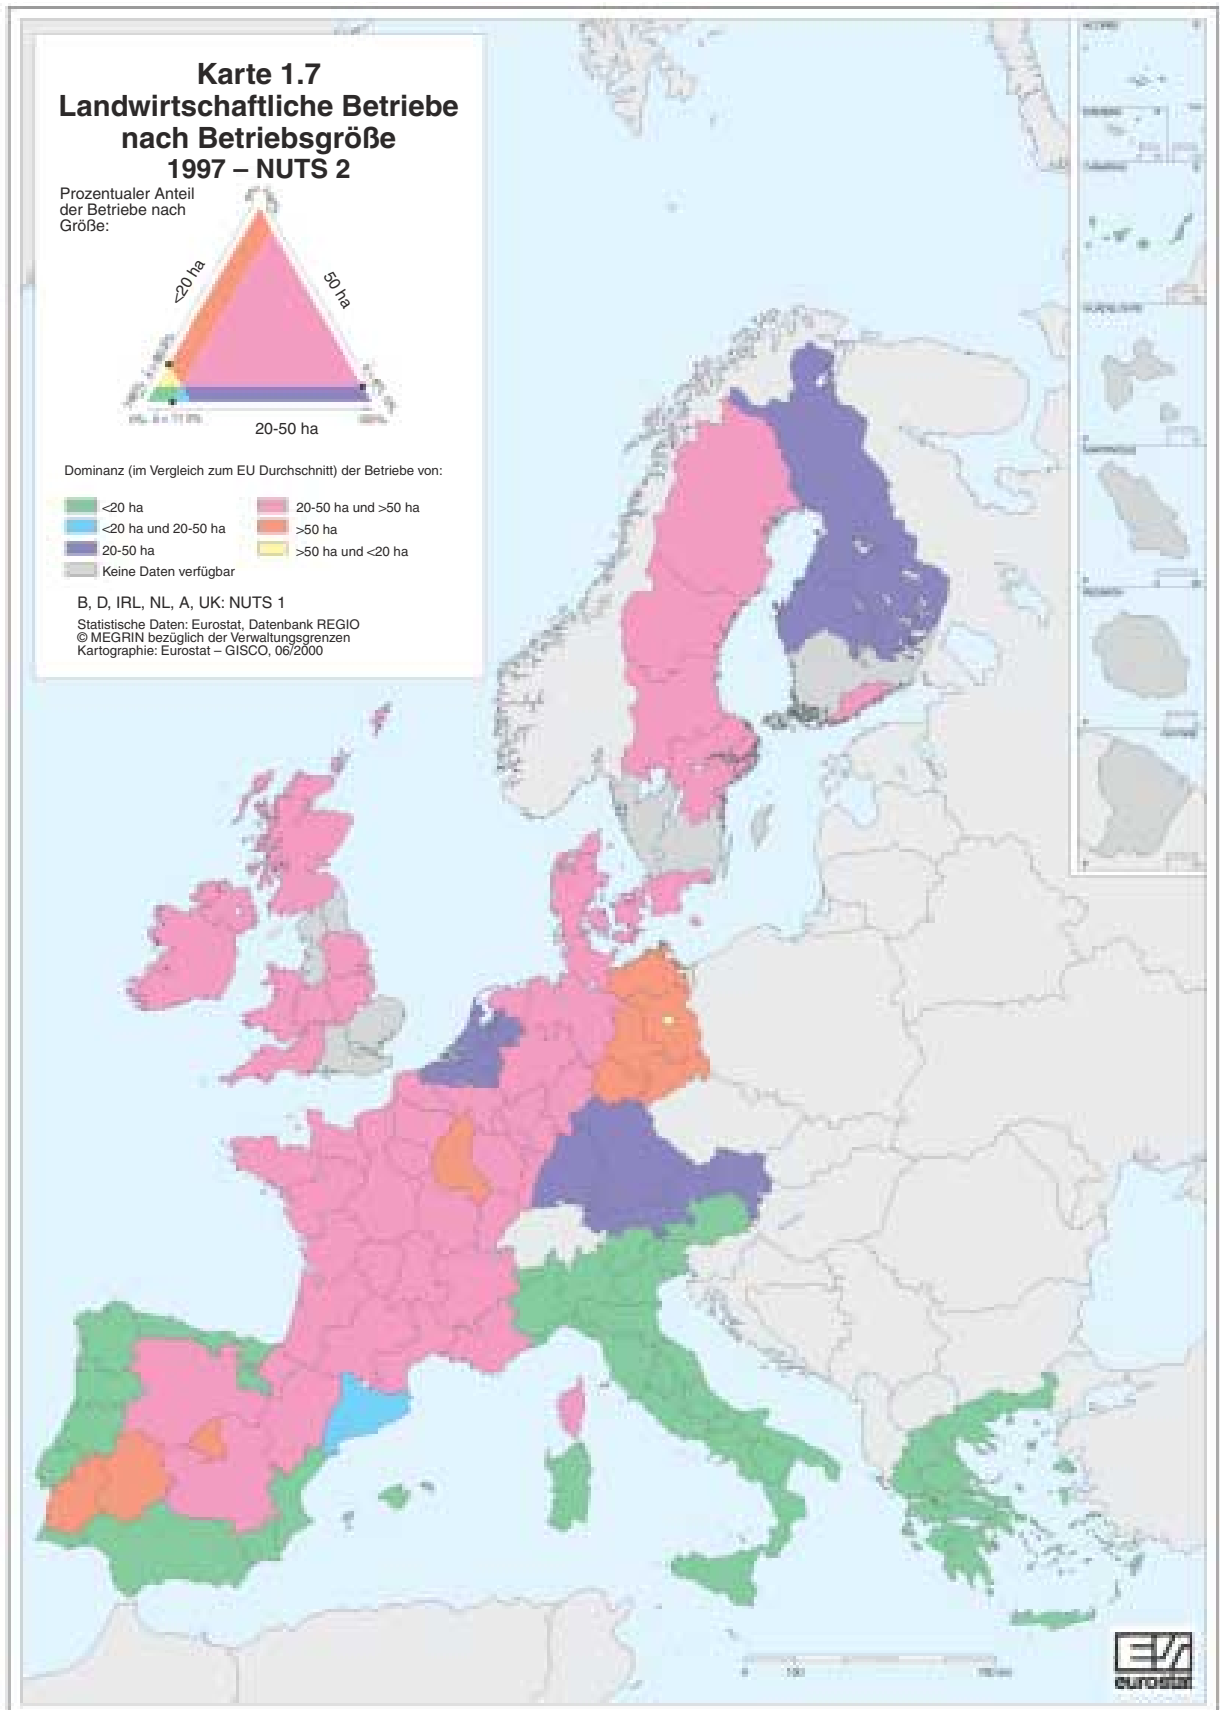 Karte 1.7
Landwirtschaftliche Betriebe
nach Betriebsgröße
1997 – NUTS 2
Prozentualer Anteil
der Betriebe nach
Größe:
<20 ha
50 ha
20-50 ha
Dominanz (im Vergleich zum EU Durchschnitt) der Betriebe von:
<20 ha
<20 ha und 20-50 ha
20-50 ha
Keine Daten verfügbar
20-50 ha und >50 ha
>50 ha
>50 ha und <20 ha
B, D, IRL, NL, A, UK: NUTS 1
Statistische Daten: Eurostat, Datenbank REGIO
© MEGRIN bezüglich der Verwaltungsgrenzen
Kartographie: Eurostat – GISCO, 06/2000
0 100
eurostat